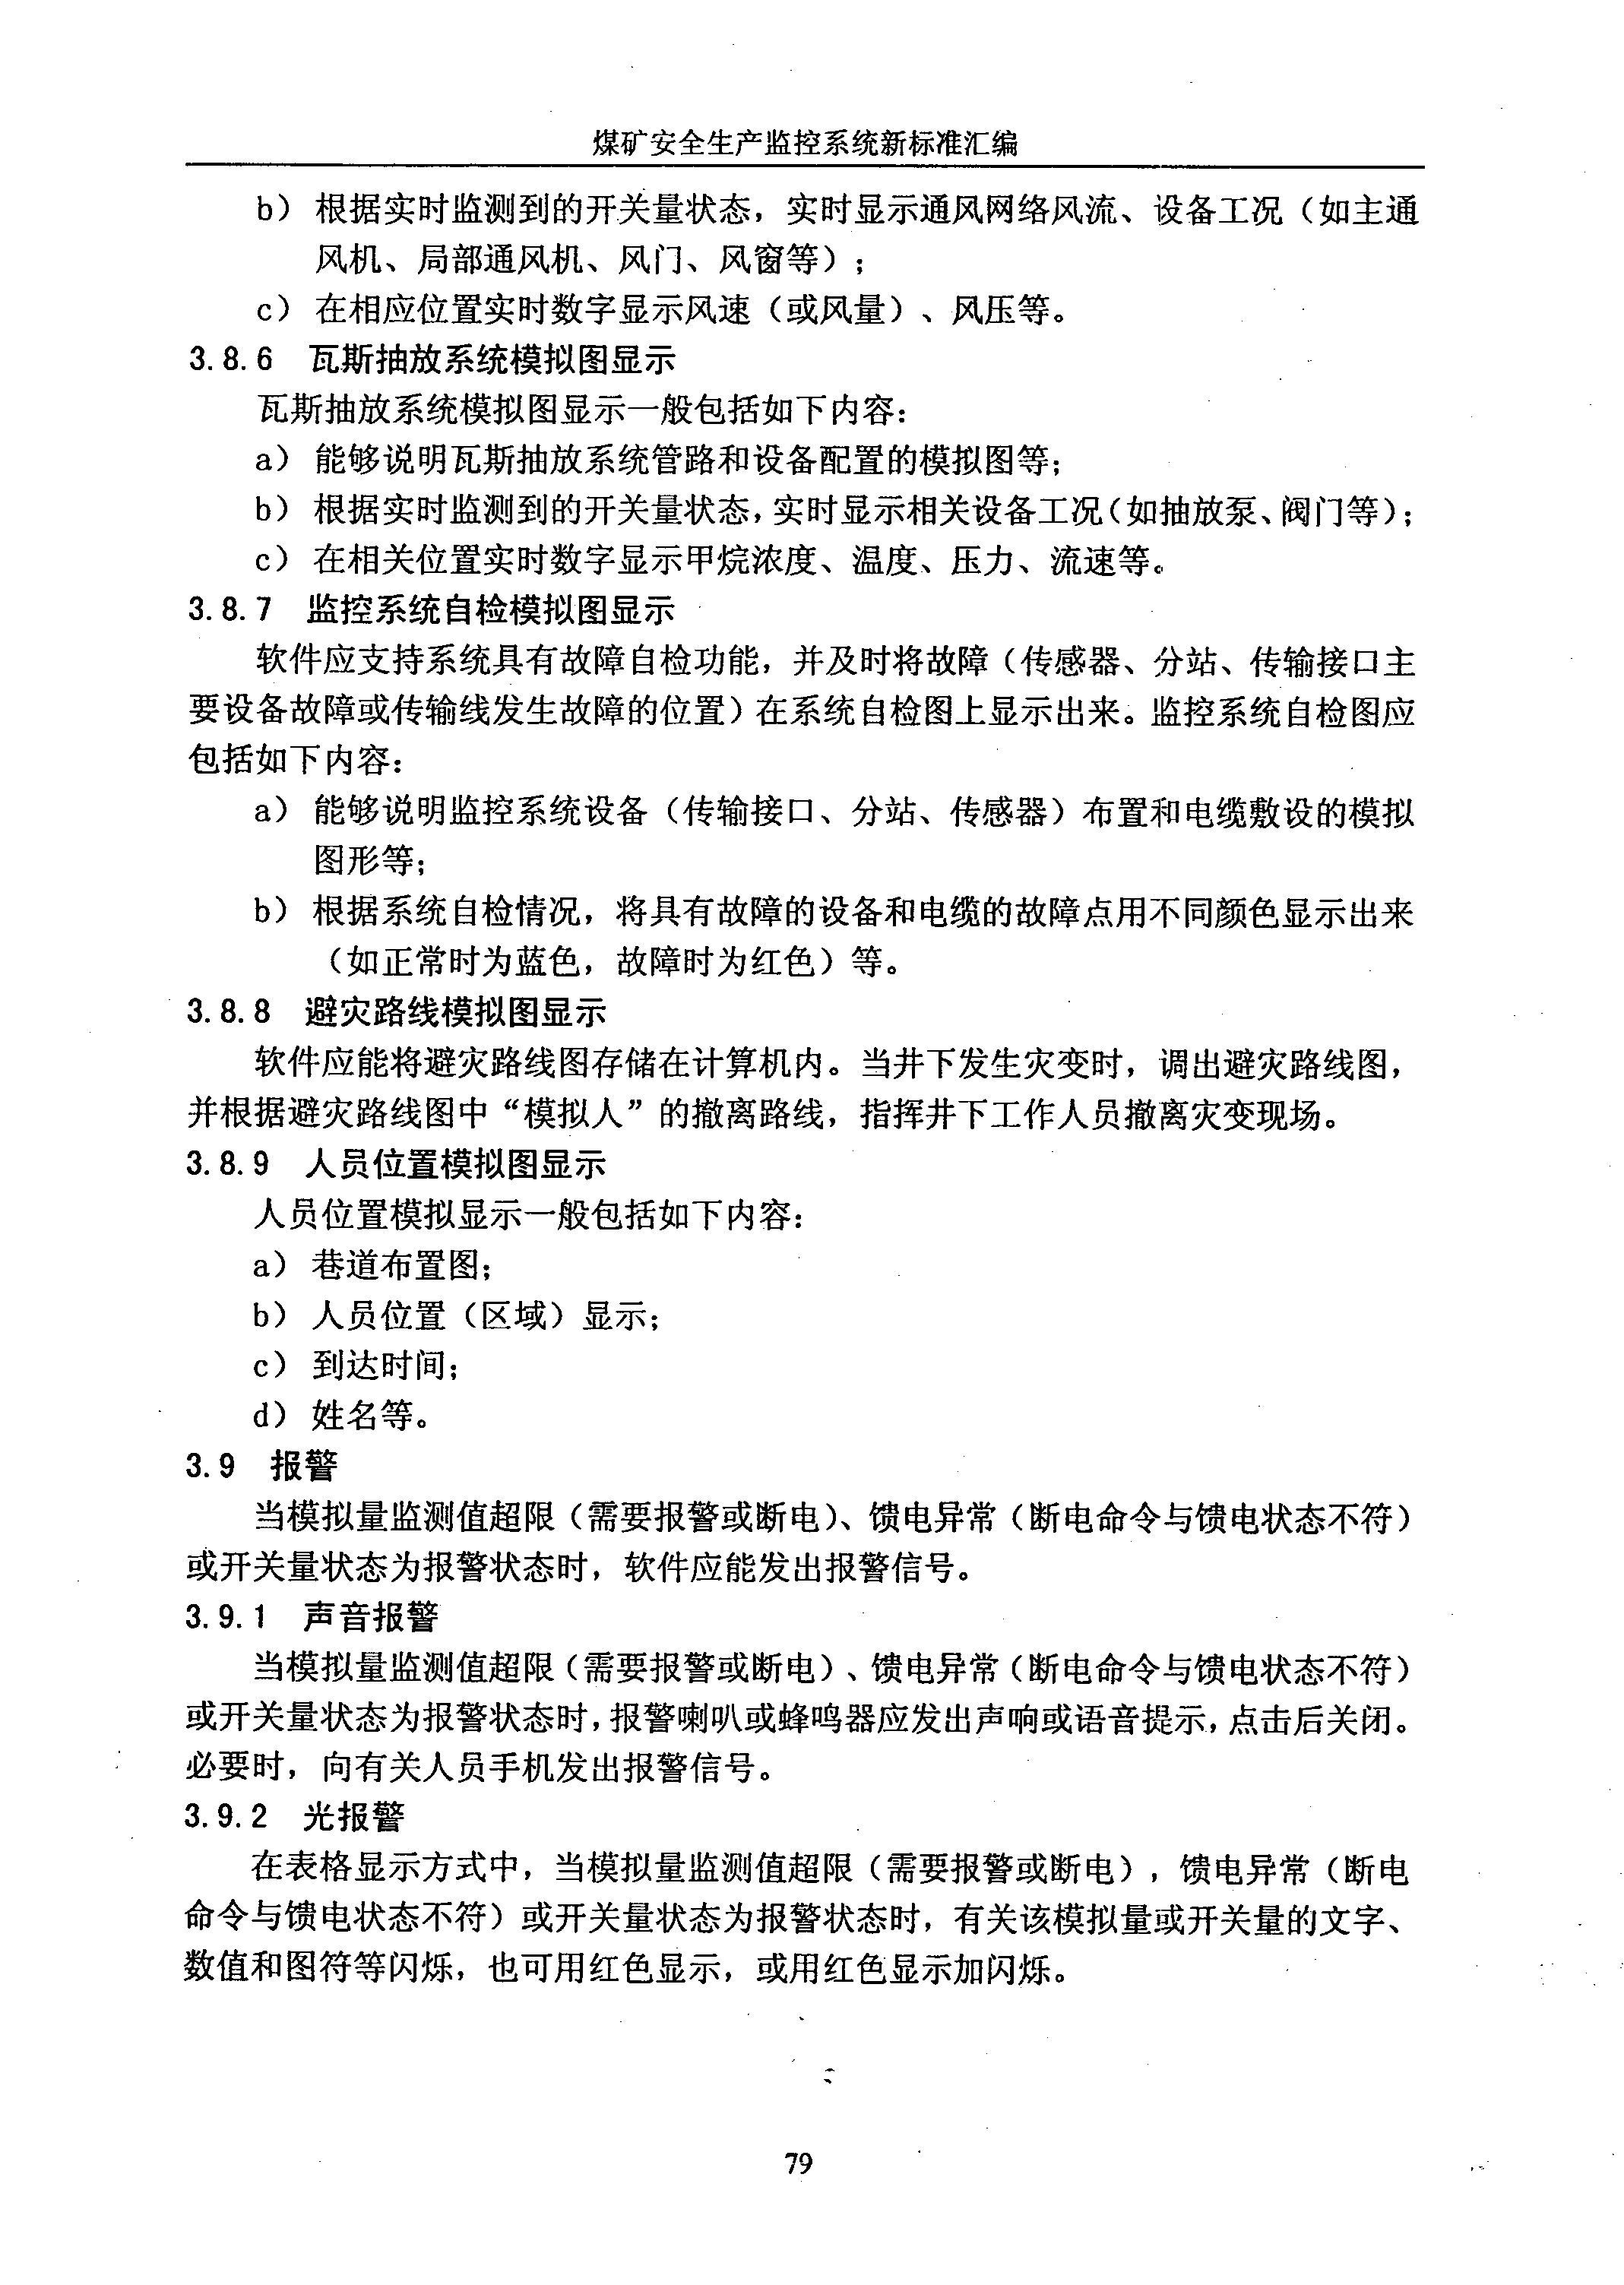 煤矿安全生产监控系统新标准汇编
b） 根据实时监测到的开关量状态，实时显示通风网络风流、设备工况（如主通
风机、局部通风机、风门、风窗等）；
c） 在相应位置实时数字显示风速（或风量）、风压等。
3.8.6 瓦斯抽放系统模拟图显示
瓦斯抽放系统模拟图显示一般包括如下内容：
a） 能够说明瓦斯抽放系统管路和设备配置的模拟图等；
b） 根据实时监测到的开关量状态，实时显示相关设备工况（如抽放泵、阀门等）；
c） 在相关位置实时数字显示甲烷浓度、温度、压力、流速等。
3.8.7 监控系统自检模拟图显示
软件应支持系统具有故障自检功能，并及时将故障（传感器、分站、传输接口主
要设备故障或传输线发生故障的位置）在系统自检图上显示出来。监控系统自检图应
包括如下内容：
a） 能够说明监控系统设备（传输接口、分站、传感器）布置和电缆敷设的模拟
图形等；
b） 根据系统自检情况，将具有故障的设备和电缆的故障点用不同颜色显示出来
（如正常时为蓝色，故障时为红色）等。
3.8.8 避灾路线模拟图显示
软件应能将避灾路线图存储在计算机内。当井下发生灾变时，调出避灾路线图，
并根据避灾路线图中“模拟人”的撤离路线，指挥井下工作人员撤离灾变现场。
3.8.9 人员位置模拟图显示
人员位置模拟显示一般包括如下内容：
a） 巷道布置图；
b） 人员位置（区域）显示；
c） 到达时间；
d） 姓名等。
3.9 报警
当模拟量监测值超限（需要报警或断电）、馈电异常（断电命令与馈电状态不符）
或开关量状态为报警状态时，软件应能发出报警信号。
3.9.1 声音报警
当模拟量监测值超限（需要报警或断电）、馈电异常（断电命令与馈电状态不符）
或开关量状态为报警状态时，报警喇叭或蜂鸣器应发出声响或语音提示，点击后关闭。
必要时，向有关人员手机发出报警信号。
3.9.2 光报警
在表格显示方式中，当模拟量监测值超限（需要报警或断电），馈电异常（断电
命令与馈电状态不符）或开关量状态为报警状态时，有关该模拟量或开关量的文字、
数值和图符等闪烁，也可用红色显示，或用红色显示加闪烁。
79